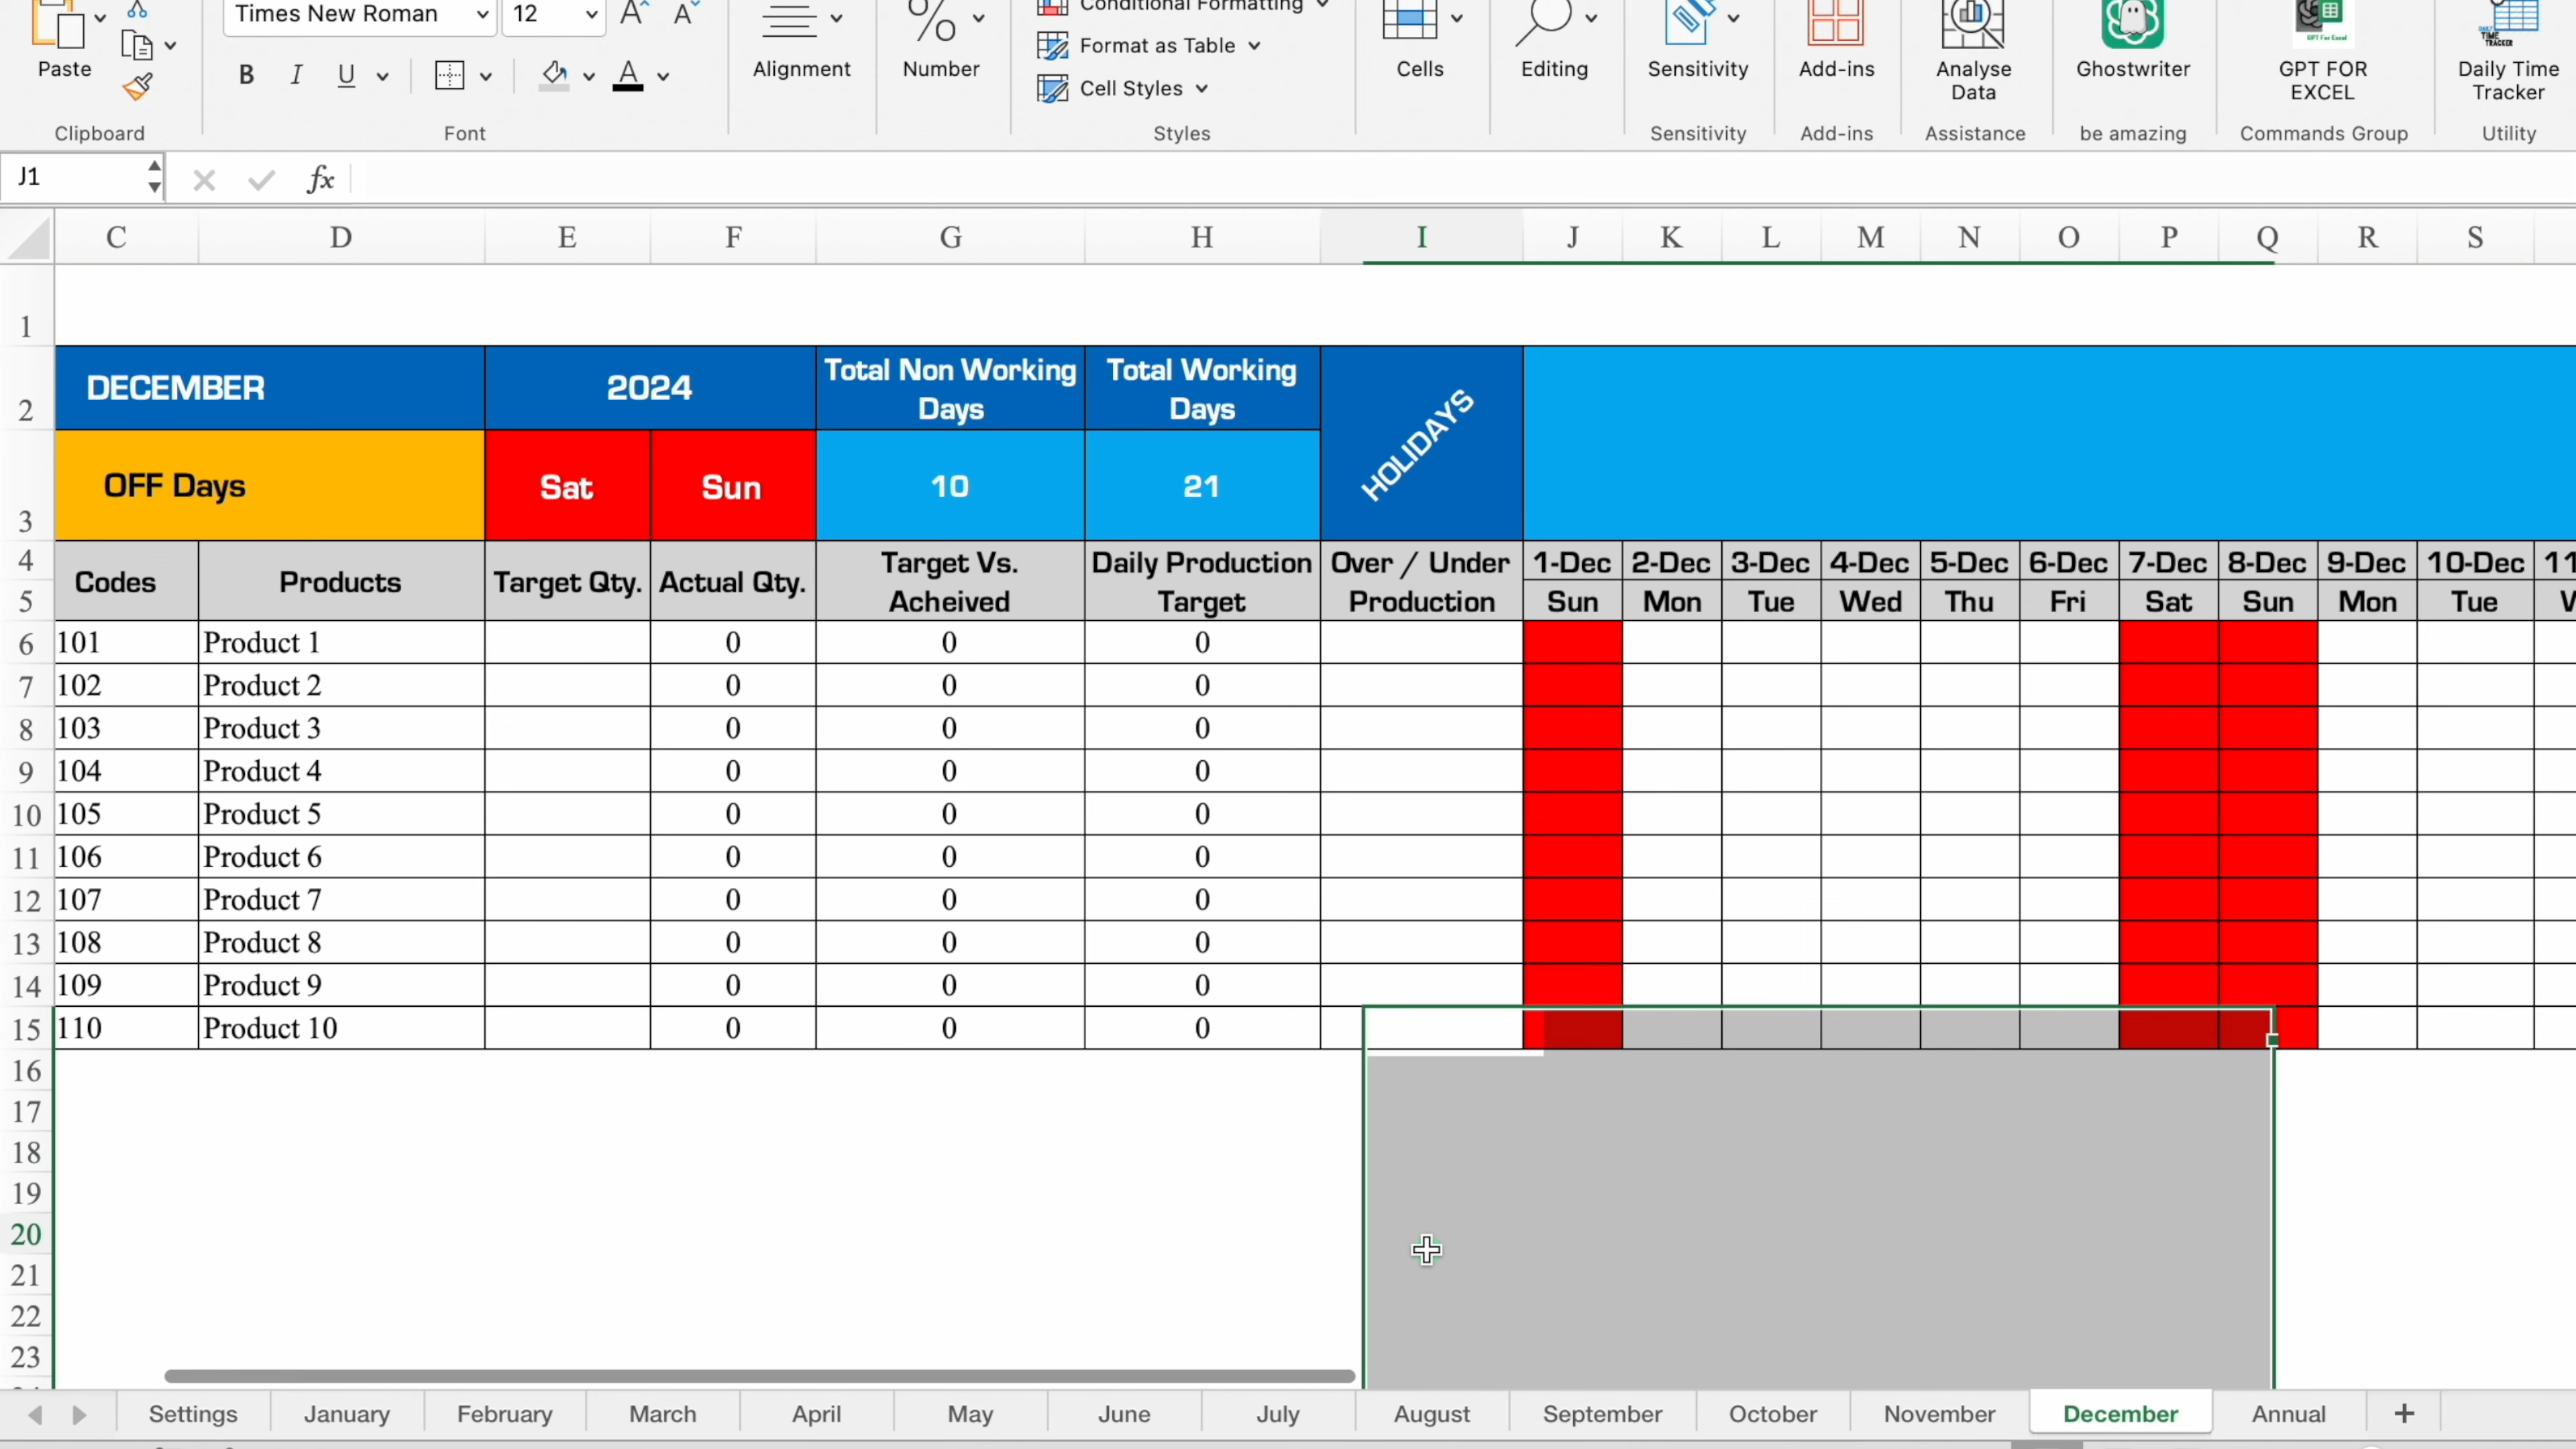 Times New Roman 12 Conditional Formatting
Format as Table
Cell Styles
Paste B I U A Alignment Number Cells Editing Sensitivity Add-ins Analyse Data Ghostwriter GPT FOR EXCEL Daily Time Tracker
Clipboard Font Styles Sensitivity Add-ins Assistance be amazing Commands Group Utility
J1 fx
C D E F G H I J K L M N O P Q R S
1
2 DECEMBER 2024 Total Non Working Days Total Working Days HOLIDAYS
3 OFF Days Sat Sun 10 21
4 Codes Products Target Qty. Actual Qty. Target Vs. Acheived Daily Production Target Over / Under Production 1-Dec 2-Dec 3-Dec 4-Dec 5-Dec 6-Dec 7-Dec 8-Dec 9-Dec 10-Dec 11
5 Sun Mon Tue Wed Thu Fri Sat Sun Mon Tue
6 101 Product 1 0 0 0
7 102 Product 2 0 0 0
8 103 Product 3 0 0 0
9 104 Product 4 0 0 0
10 105 Product 5 0 0 0
11 106 Product 6 0 0 0
12 107 Product 7 0 0 0
13 108 Product 8 0 0 0
14 109 Product 9 0 0 0
15 110 Product 10 0 0 0
16
17
18
19
20
21
22
23
Settings January February March April May June July August September October November December Annual +